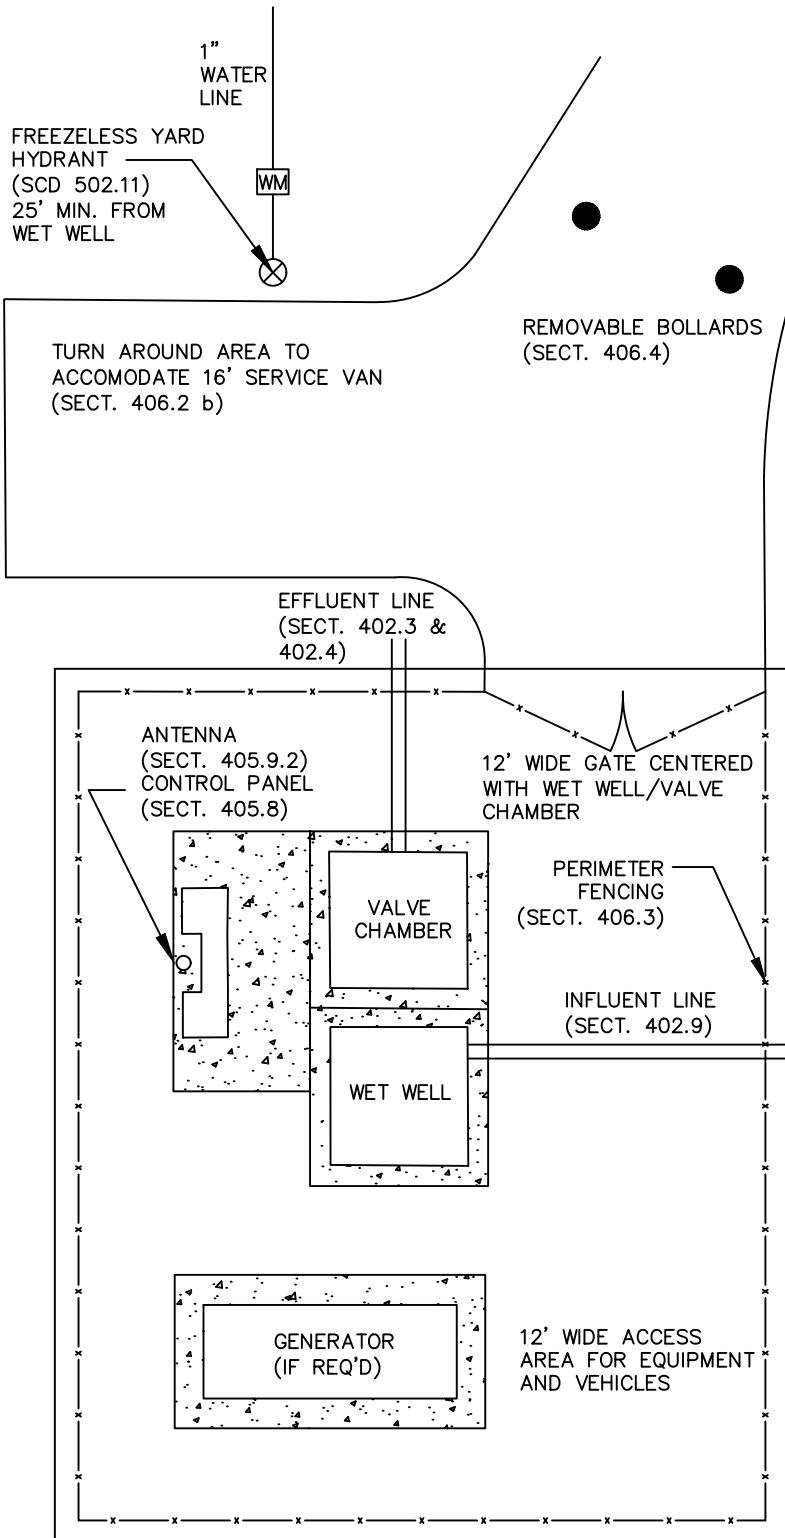 1”
WATER
LINE
FREEZELESS YARD
HYDRANT
(SCD 502.11)
25’ MIN. FROM
WET WELL
WM
REMOVABLE BOLLARDS
(SECT. 406.4)
TURN AROUND AREA TO
ACCOMODATE 16’ SERVICE VAN
(SECT. 406.2 b)
EFFLUENT LINE
(SECT. 402.3 &
402.4)
ANTENNA
(SECT. 405.9.2)
CONTROL PANEL
(SECT. 405.8)
12’ WIDE GATE CENTERED
WITH WET WELL/VALVE
CHAMBER
PERIMETER
FENCING
(SECT. 406.3)
VALVE
CHAMBER
INFLUENT LINE
(SECT. 402.9)
WET WELL
GENERATOR
(IF REQ’D)
12’ WIDE ACCESS
AREA FOR EQUIPMENT
AND VEHICLES